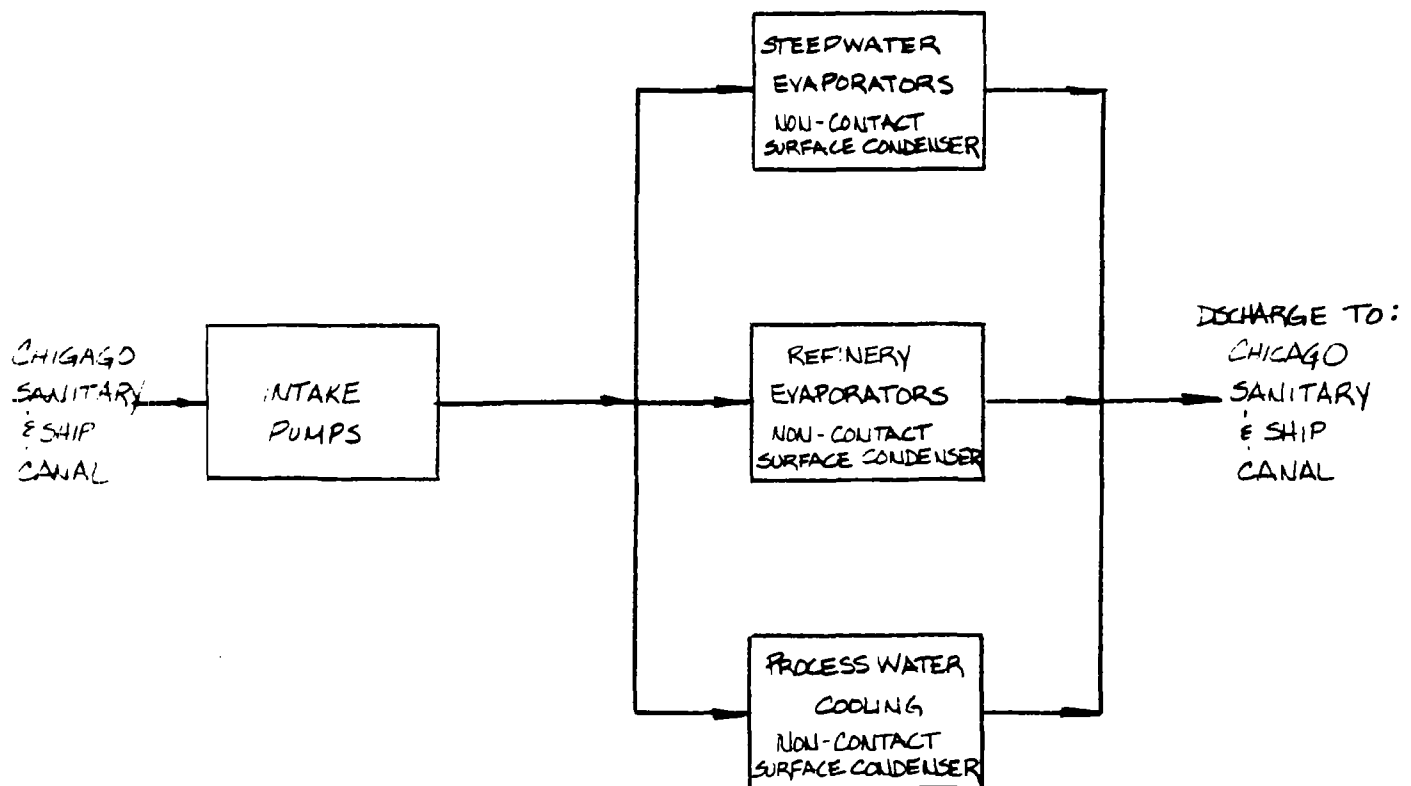 CHIGAGO
SANITARY
& SHIP
CANAL
INTAKE
PUMPS
STEEPWATER
EVAPORATORS
NON-CONTACT
SURFACE CONDENSER
REFINERY
EVAPORATORS
NON-CONTACT
SURFACE CONDENSER
PROCESS WATER
COOLING
NON-CONTACT
SURFACE CONDENSER
DSCHARGE TO:
CHICAGO
SANITARY
& SHIP
CANAL